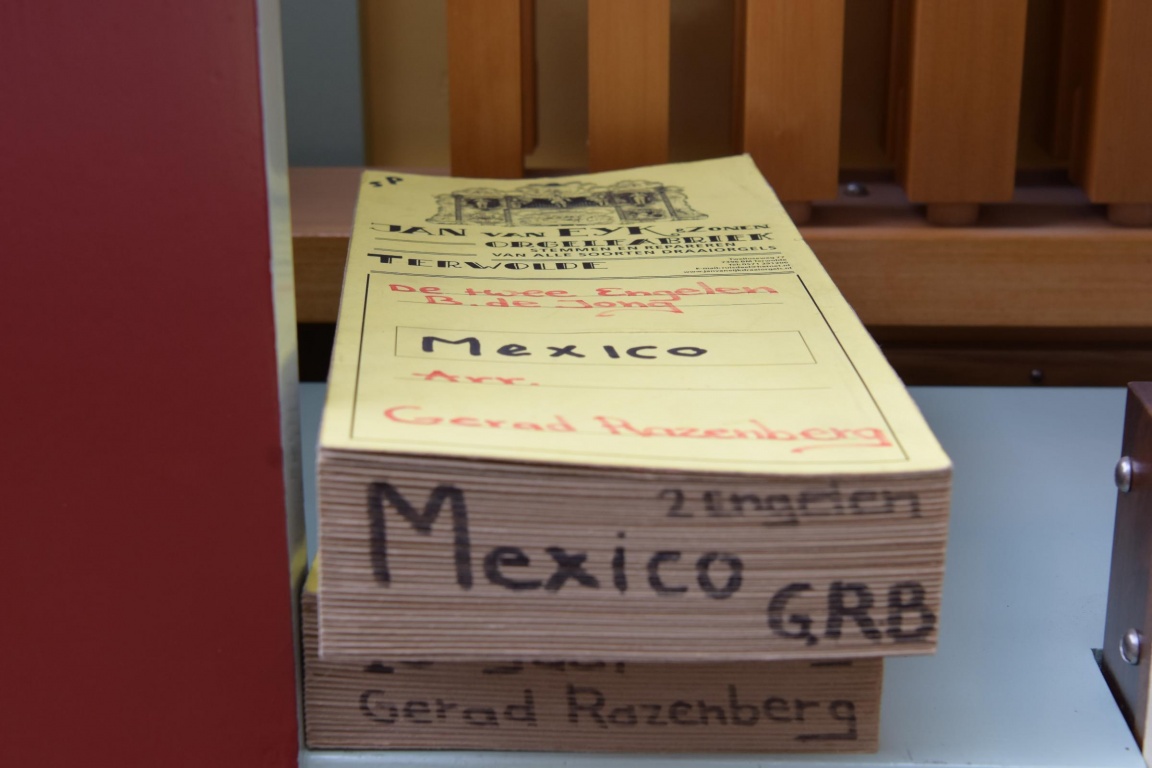 JAN VAN EYK & ZONEN
ORGELFABRIEK
STEMMEN EN REPAREREN
VAN ALLE SOORTEN DRAAIORGELS
TERWOLDE
De twee Engelen
B. de Jong
Mexico
Arr.
Gerad Razenberg
2 Engelen
Mexico
GRB
Gerad Razenberg